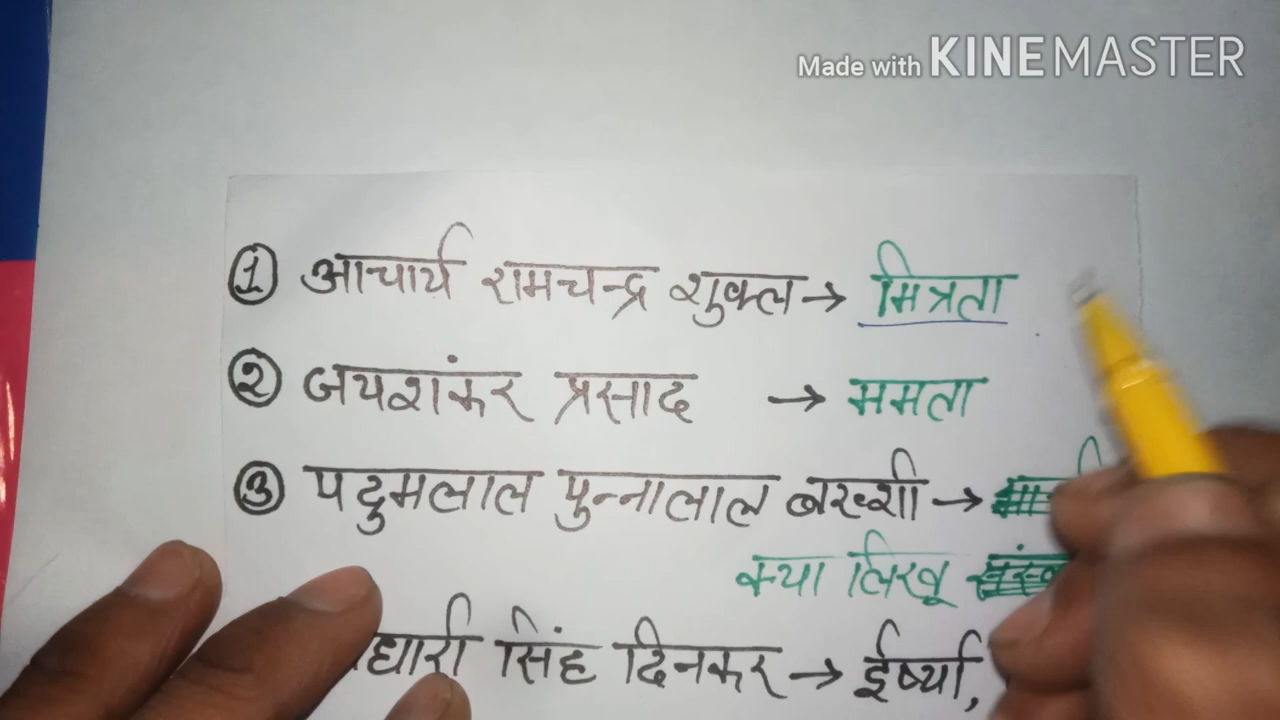 Made with KINEMASTER
① आचार्य रामचन्द्र शुक्ल → मित्रता
② जयशंकर प्रसाद → ममता
③ पदुमलाल पुन्नालाल बख्शी →
क्या लिखू
सिंह दिनकर → ईर्ष्या,